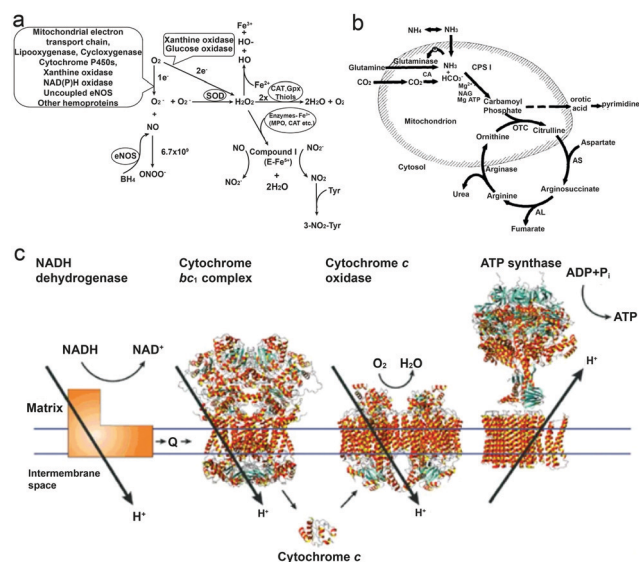 a
Mitochondrial electron
transport chain,
Lipooxygenase, Cycloxygenase
Cytochrome P450s,
Xanthine oxidase
NAD(P)H oxidase
Uncoupled eNOS
Other hemoproteins
Xanthine oxidase
Glucose oxidase
O₂
1e⁻
2e⁻
O₂⁻ + O₂⁻
SOD
H₂O₂
Fe³⁺
+
HO-
+
HO
Fe²⁺
2x
CAT,Gpx
Thiols
2H₂O + O₂
+
NO
eNOS
BH₄
6.7x10⁹
ONOO⁻
Enzymes- Fe³⁺
(MPO, CAT etc.)
NO
NO₂⁻
Compound I
(E-Fe⁵⁺)
+
2H₂O
NO₂⁻
NO₂
Tyr
3-NO₂-Tyr
b
NH₄
NH₃
Glutaminase
Glutamine
NH₃
+
HCO₃⁻
CPS I
CO₂
CO₂
CA
Mg²⁺
NAG
Mg ATP
Carbamoyl
Phosphate
orotic
acid
pyrimidine
Mitochondrion
OTC
Ornithine
Citrulline
Aspartate
AS
Cytosol
Arginase
Urea
Arginine
Arginosuccinate
AL
Fumarate
c
NADH
dehydrogenase
Cytochrome
bc₁ complex
Cytochrome c
oxidase
ATP synthase
ADP+Pᵢ
ATP
NADH
NAD⁺
O₂
H₂O
H⁺
Matrix
Q
Intermembrane
space
H⁺
H⁺
H⁺
Cytochrome c